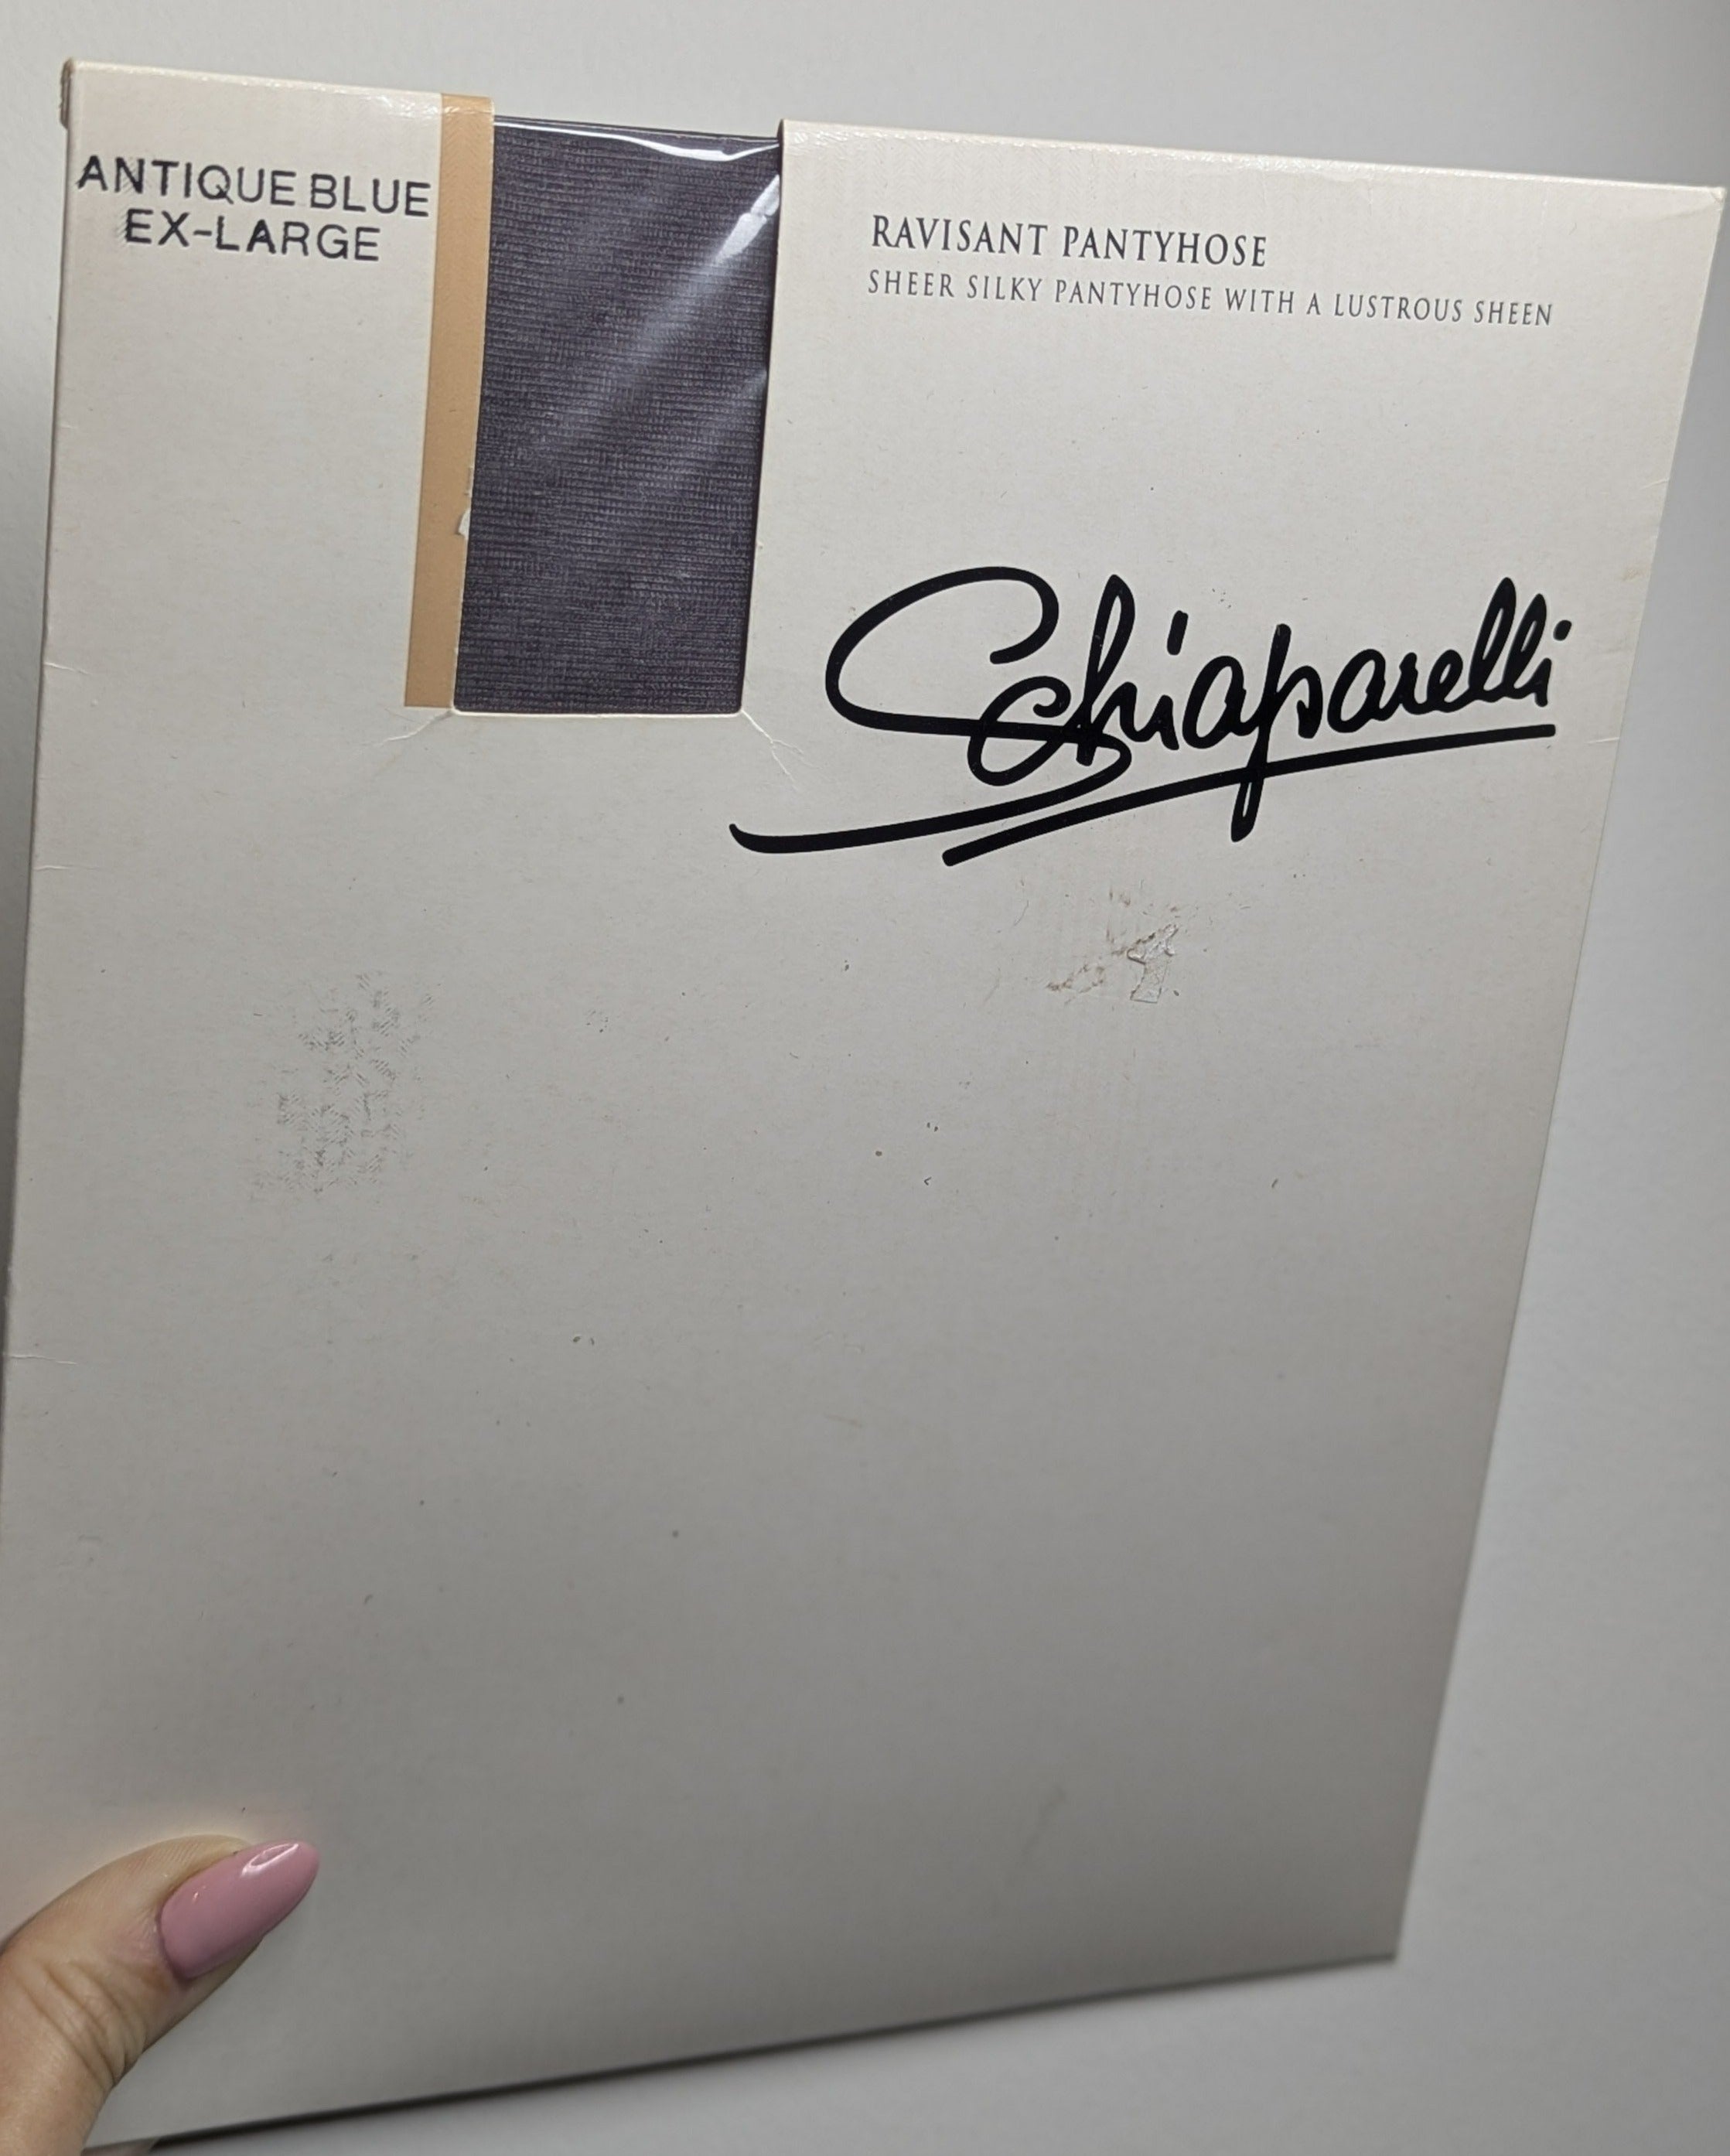 ANTIQUE BLUE
EX-LARGE
RAVISANT PANTYHOSE
SHEER SILKY PANTYHOSE WITH A LUSTROUS SHEEN
Schiaparelli